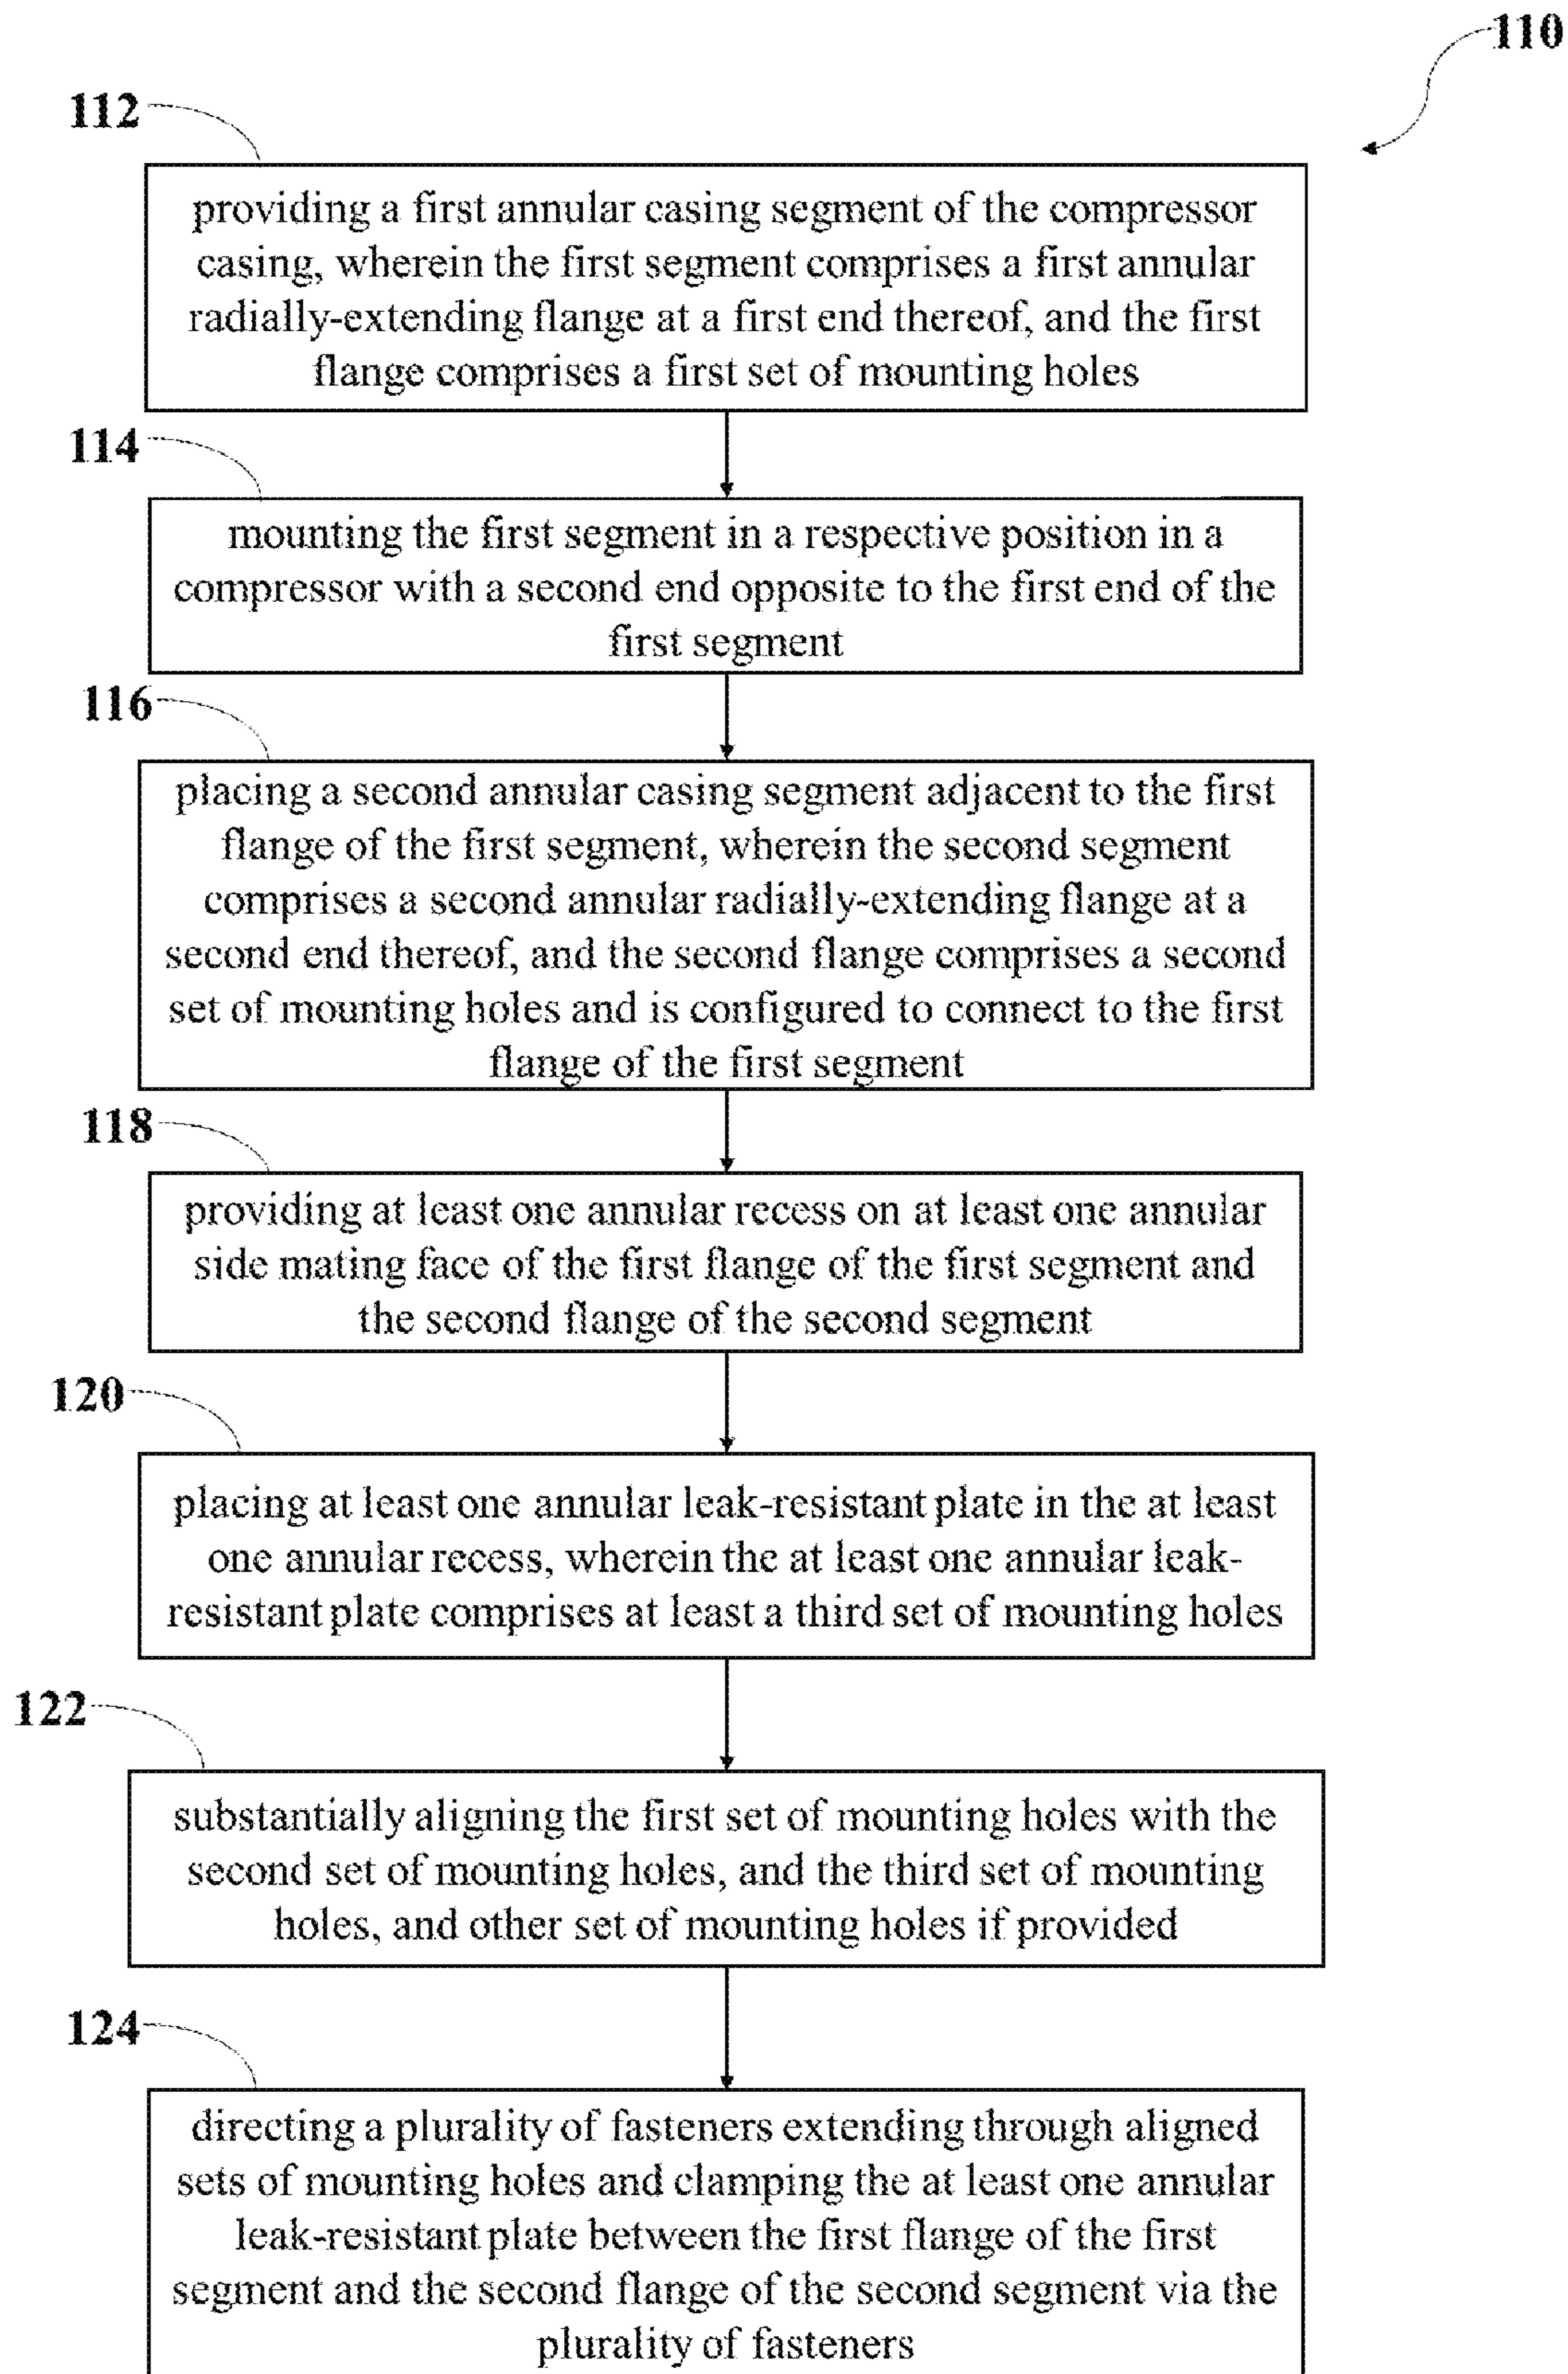 110
112
providing a first annular casing segment of the compressor
casing, wherein the first segment comprises a first annular
radially-extending flange at a first end thereof, and the first
flange comprises a first set of mounting holes
114
mounting the first segment in a respective position in a
compressor with a second end opposite to the first end of the
first segment
116
placing a second annular casing segment adjacent to the first
flange of the first segment, wherein the second segment
comprises a second annular radially-extending flange at a
second end thereof, and the second flange comprises a second
set of mounting holes and is configured to connect to the first
flange of the first segment
118
providing at least one annular recess on at least one annular
side mating face of the first flange of the first segment and
the second flange of the second segment
120
placing at least one annular leak-resistant plate in the at least
one annular recess, wherein the at least one annular leak-
resistant plate comprises at least a third set of mounting holes
122
substantially aligning the first set of mounting holes with the
second set of mounting holes, and the third set of mounting
holes, and other set of mounting holes if provided
124
directing a plurality of fasteners extending through aligned
sets of mounting holes and clamping the at least one annular
leak-resistant plate between the first flange of the first
segment and the second flange of the second segment via the
plurality of fasteners